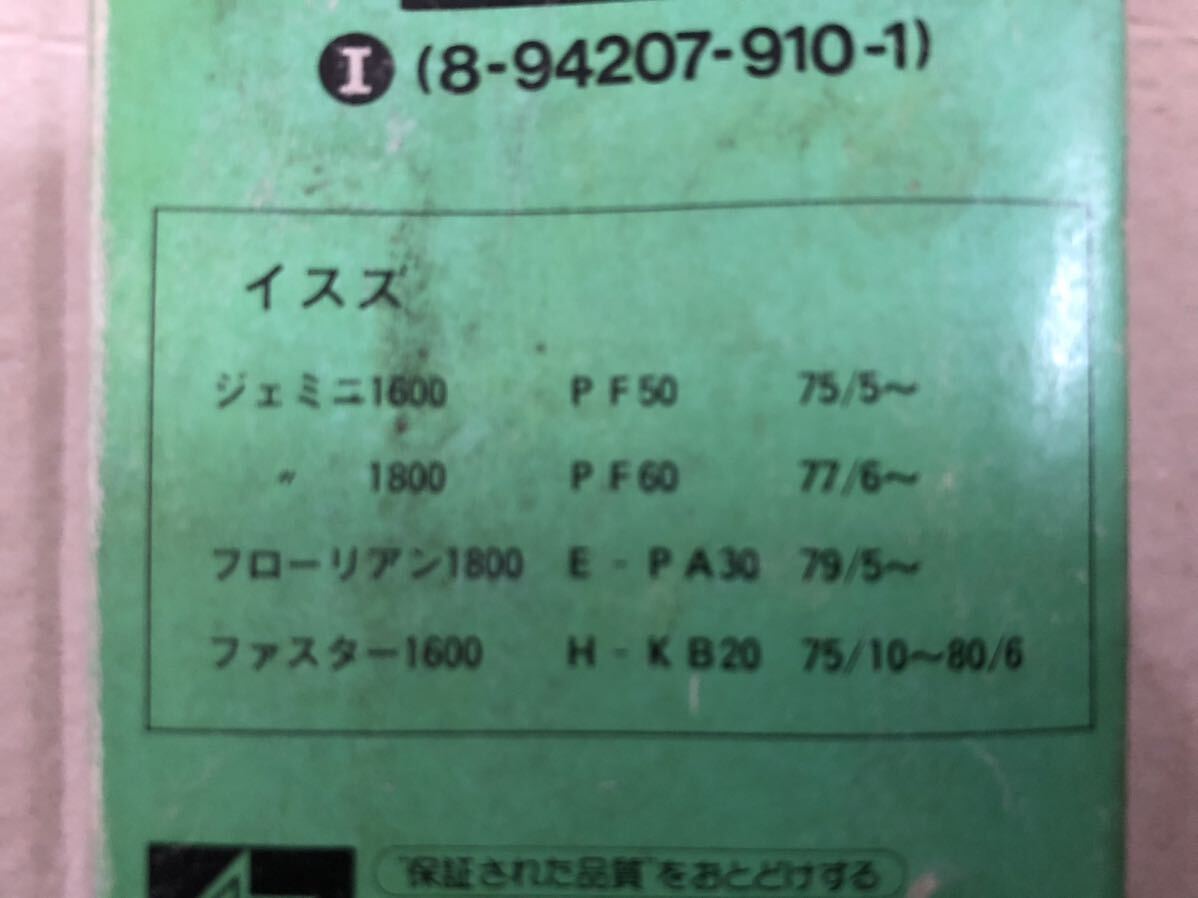 I (8-94207-910-1)
イスズ
ジェミニ1600 PF50 75/5〜
〃 1800 PF60 77/6〜
フローリアン1800 E-PA30 79/5〜
ファスター1600 H-KB20 75/10〜80/6
"保証された品質"をおとどけする